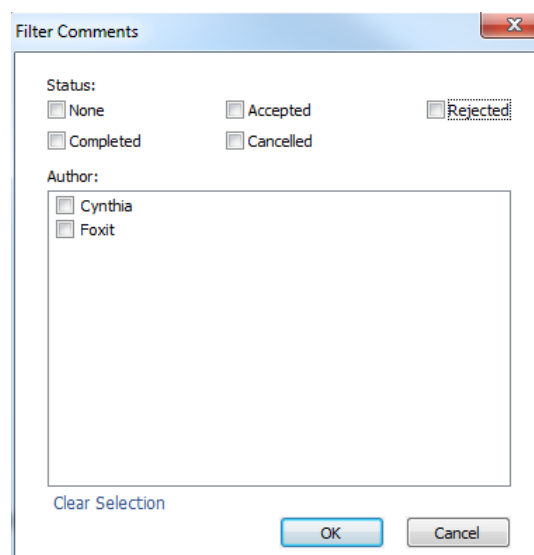 Filter Comments
Status:
None Accepted Rejected
Completed Cancelled
Author:
Cynthia
Foxit
Clear Selection
OK Cancel